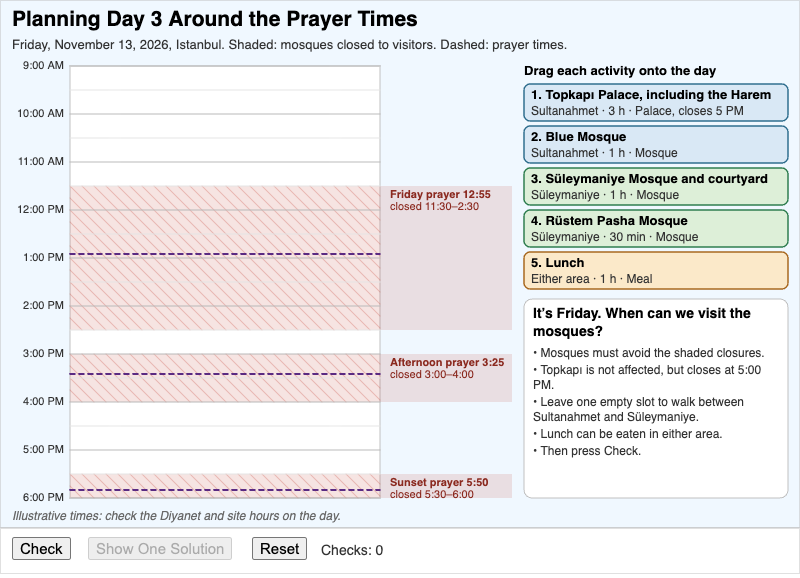 Planning Day 3 Around the Prayer Times
Friday, November 13, 2026, Istanbul. Shaded: mosques closed to visitors. Dashed: prayer times.
9:00 AM
10:00 AM
11:00 AM
12:00 PM
1:00 PM
2:00 PM
3:00 PM
4:00 PM
5:00 PM
6:00 PM
Friday prayer 12:55
closed 11:30–2:30
Afternoon prayer 3:25
closed 3:00–4:00
Sunset prayer 5:50
closed 5:30–6:00
Drag each activity onto the day
1. Topkapı Palace, including the Harem
Sultanahmet · 3 h · Palace, closes 5 PM
2. Blue Mosque
Sultanahmet · 1 h · Mosque
3. Süleymaniye Mosque and courtyard
Süleymaniye · 1 h · Mosque
4. Rüstem Pasha Mosque
Süleymaniye · 30 min · Mosque
5. Lunch
Either area · 1 h · Meal
It’s Friday. When can we visit the
mosques?
• Mosques must avoid the shaded closures.
• Topkapı is not affected, but closes at 5:00
PM.
• Leave one empty slot to walk between
Sultanahmet and Süleymaniye.
• Lunch can be eaten in either area.
• Then press Check.
Illustrative times: check the Diyanet and site hours on the day.
Check
Show One Solution
Reset
Checks: 0